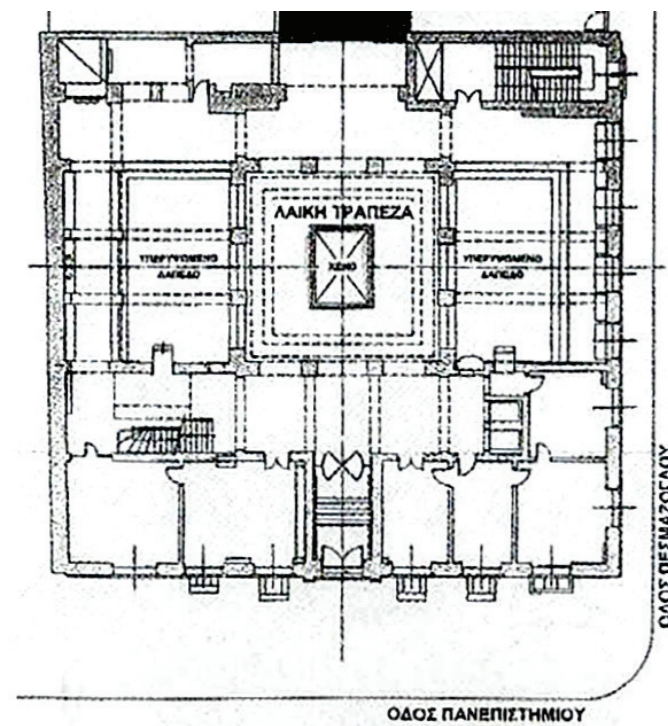 ΛΑΙΚΗ ΤΡΑΠΕΖΑ
ΥΠΕΡΥΨΩΜΕΝΟ
ΔΑΠΕΔΟ
ΚΕΝΟ
ΥΠΕΡΥΨΩΜΕΝΟ
ΔΑΠΕΔΟ
ΟΔΟΣ ΠΕΣΜΑΖΟΓΛΟΥ
ΟΔΟΣ ΠΑΝΕΠΙΣΤΗΜΙΟΥ